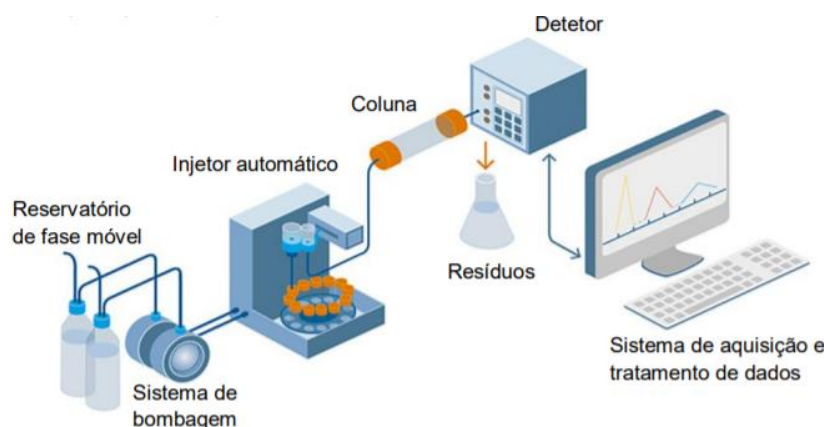 Detetor
Coluna
Injetor automático
Reservatório
de fase móvel
Resíduos
Sistema de
bombagem
Sistema de aquisição e
tratamento de dados